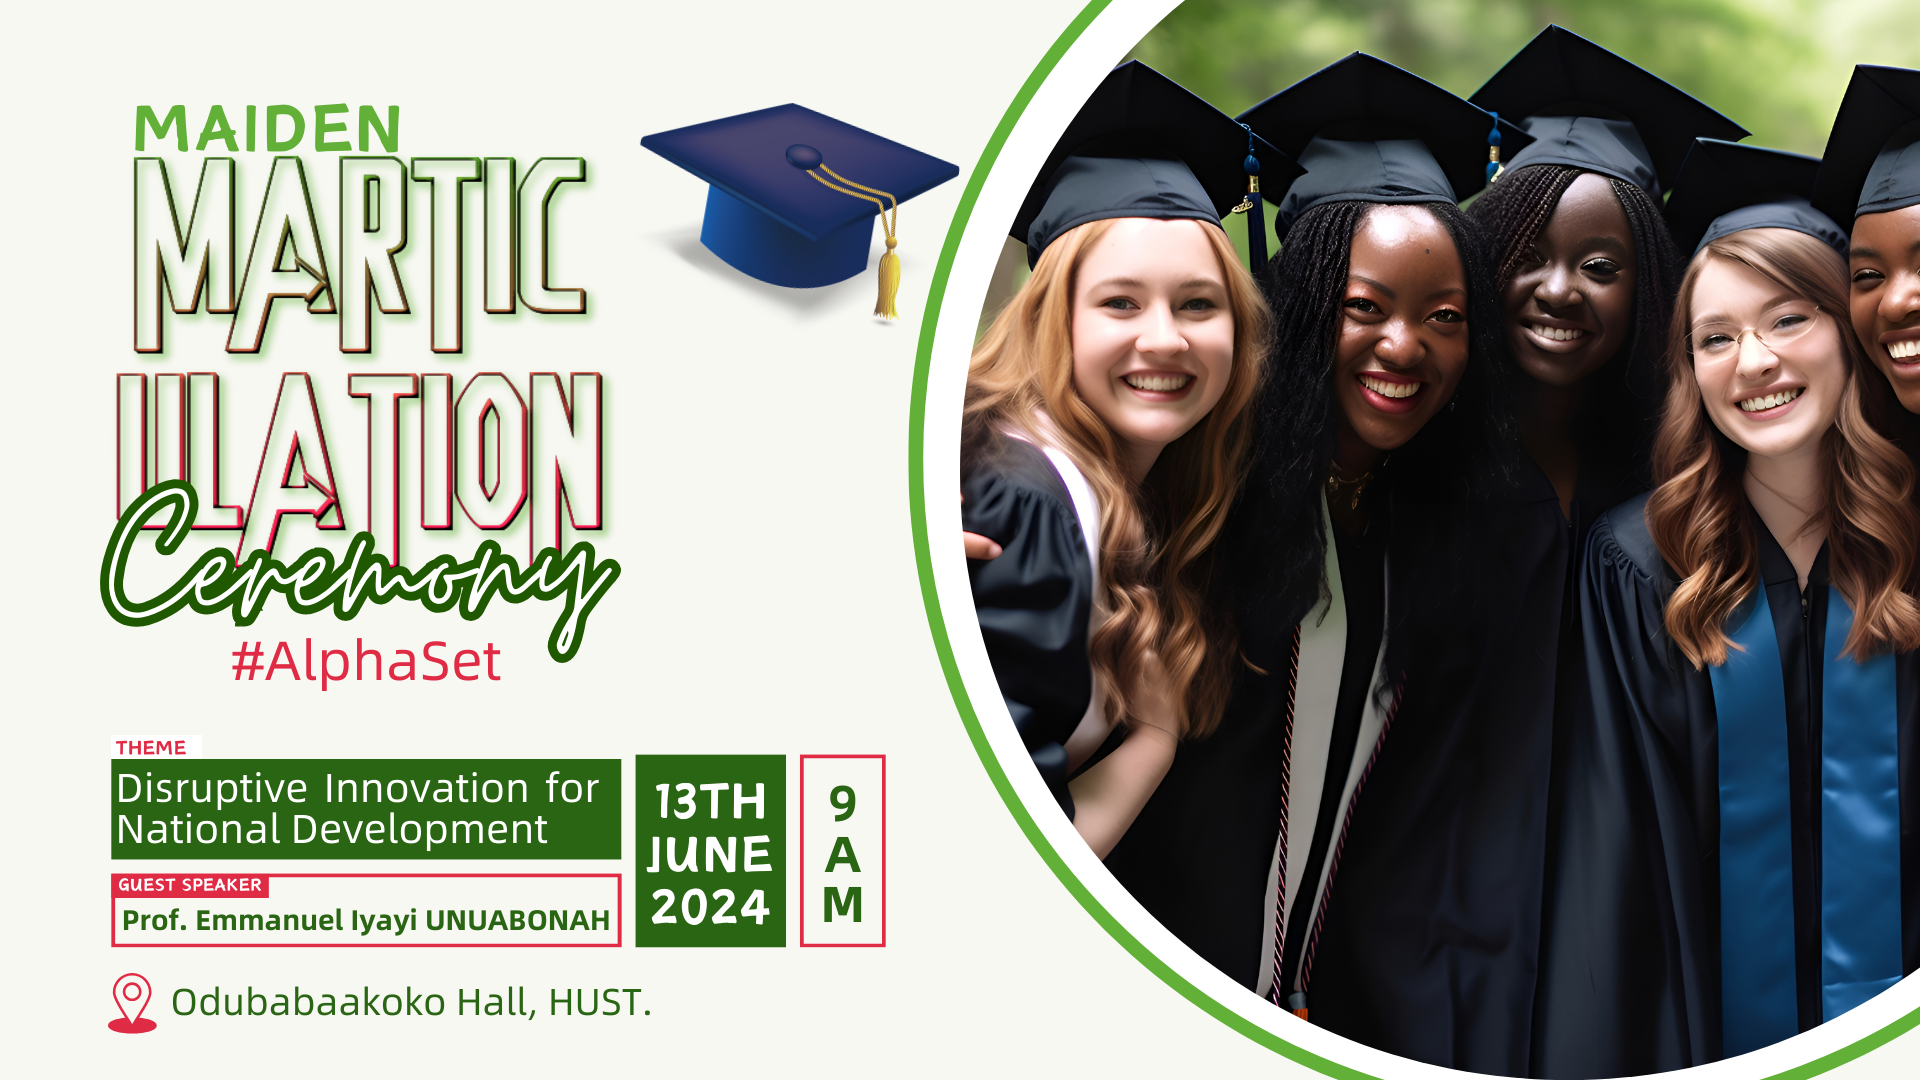 MAIDEN
MARTIC
ULATION
Ceremony
#AlphaSet
THEME
Disruptive Innovation for
National Development
GUEST SPEAKER
Prof. Emmanuel Iyayi UNUABONAH
13TH
JUNE
2024
9
A
M
Odubabaakoko Hall, HUST.